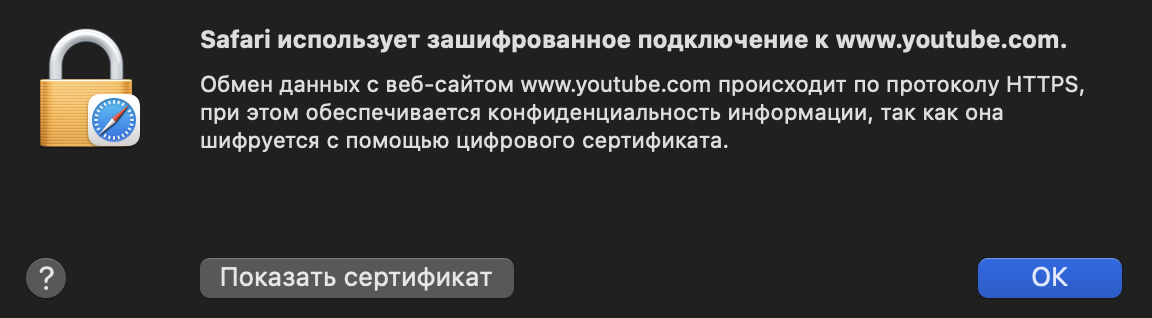 Safari использует зашифрованное подключение к www.youtube.com.
Обмен данных с веб-сайтом www.youtube.com происходит по протоколу HTTPS,
при этом обеспечивается конфиденциальность информации, так как она
шифруется с помощью цифрового сертификата.
?
Показать сертификат
OK